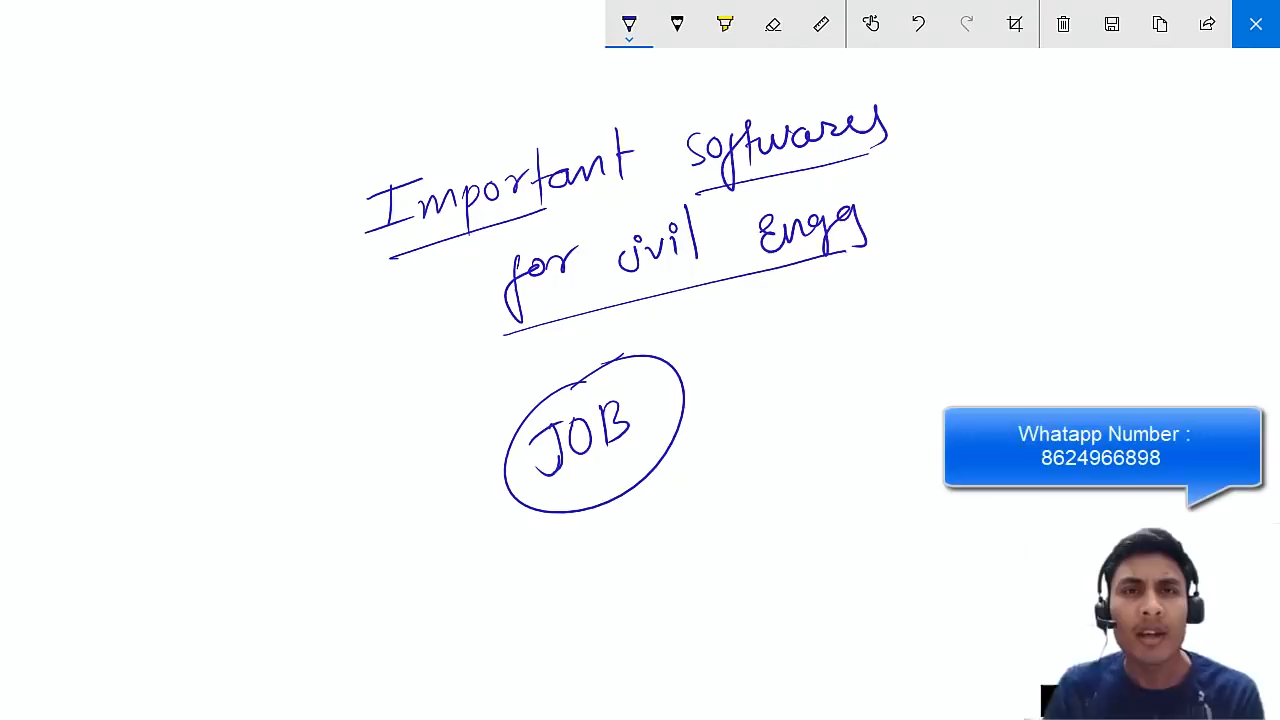 Important Softwares
for civil Engg
JOB
Whatapp Number :
8624966898